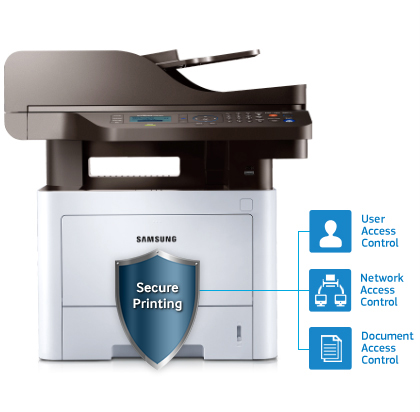 SAMSUNG
Secure
Printing
User
Access
Control
Network
Access
Control
Document
Access
Control